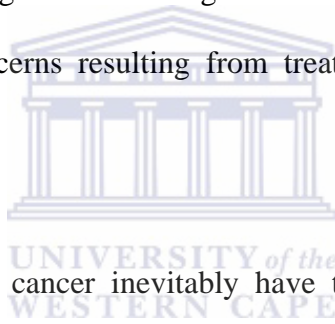 cerns resulting from treat
UNIVERSITY of the
cancer inevitably have t
WESTERN CAPE